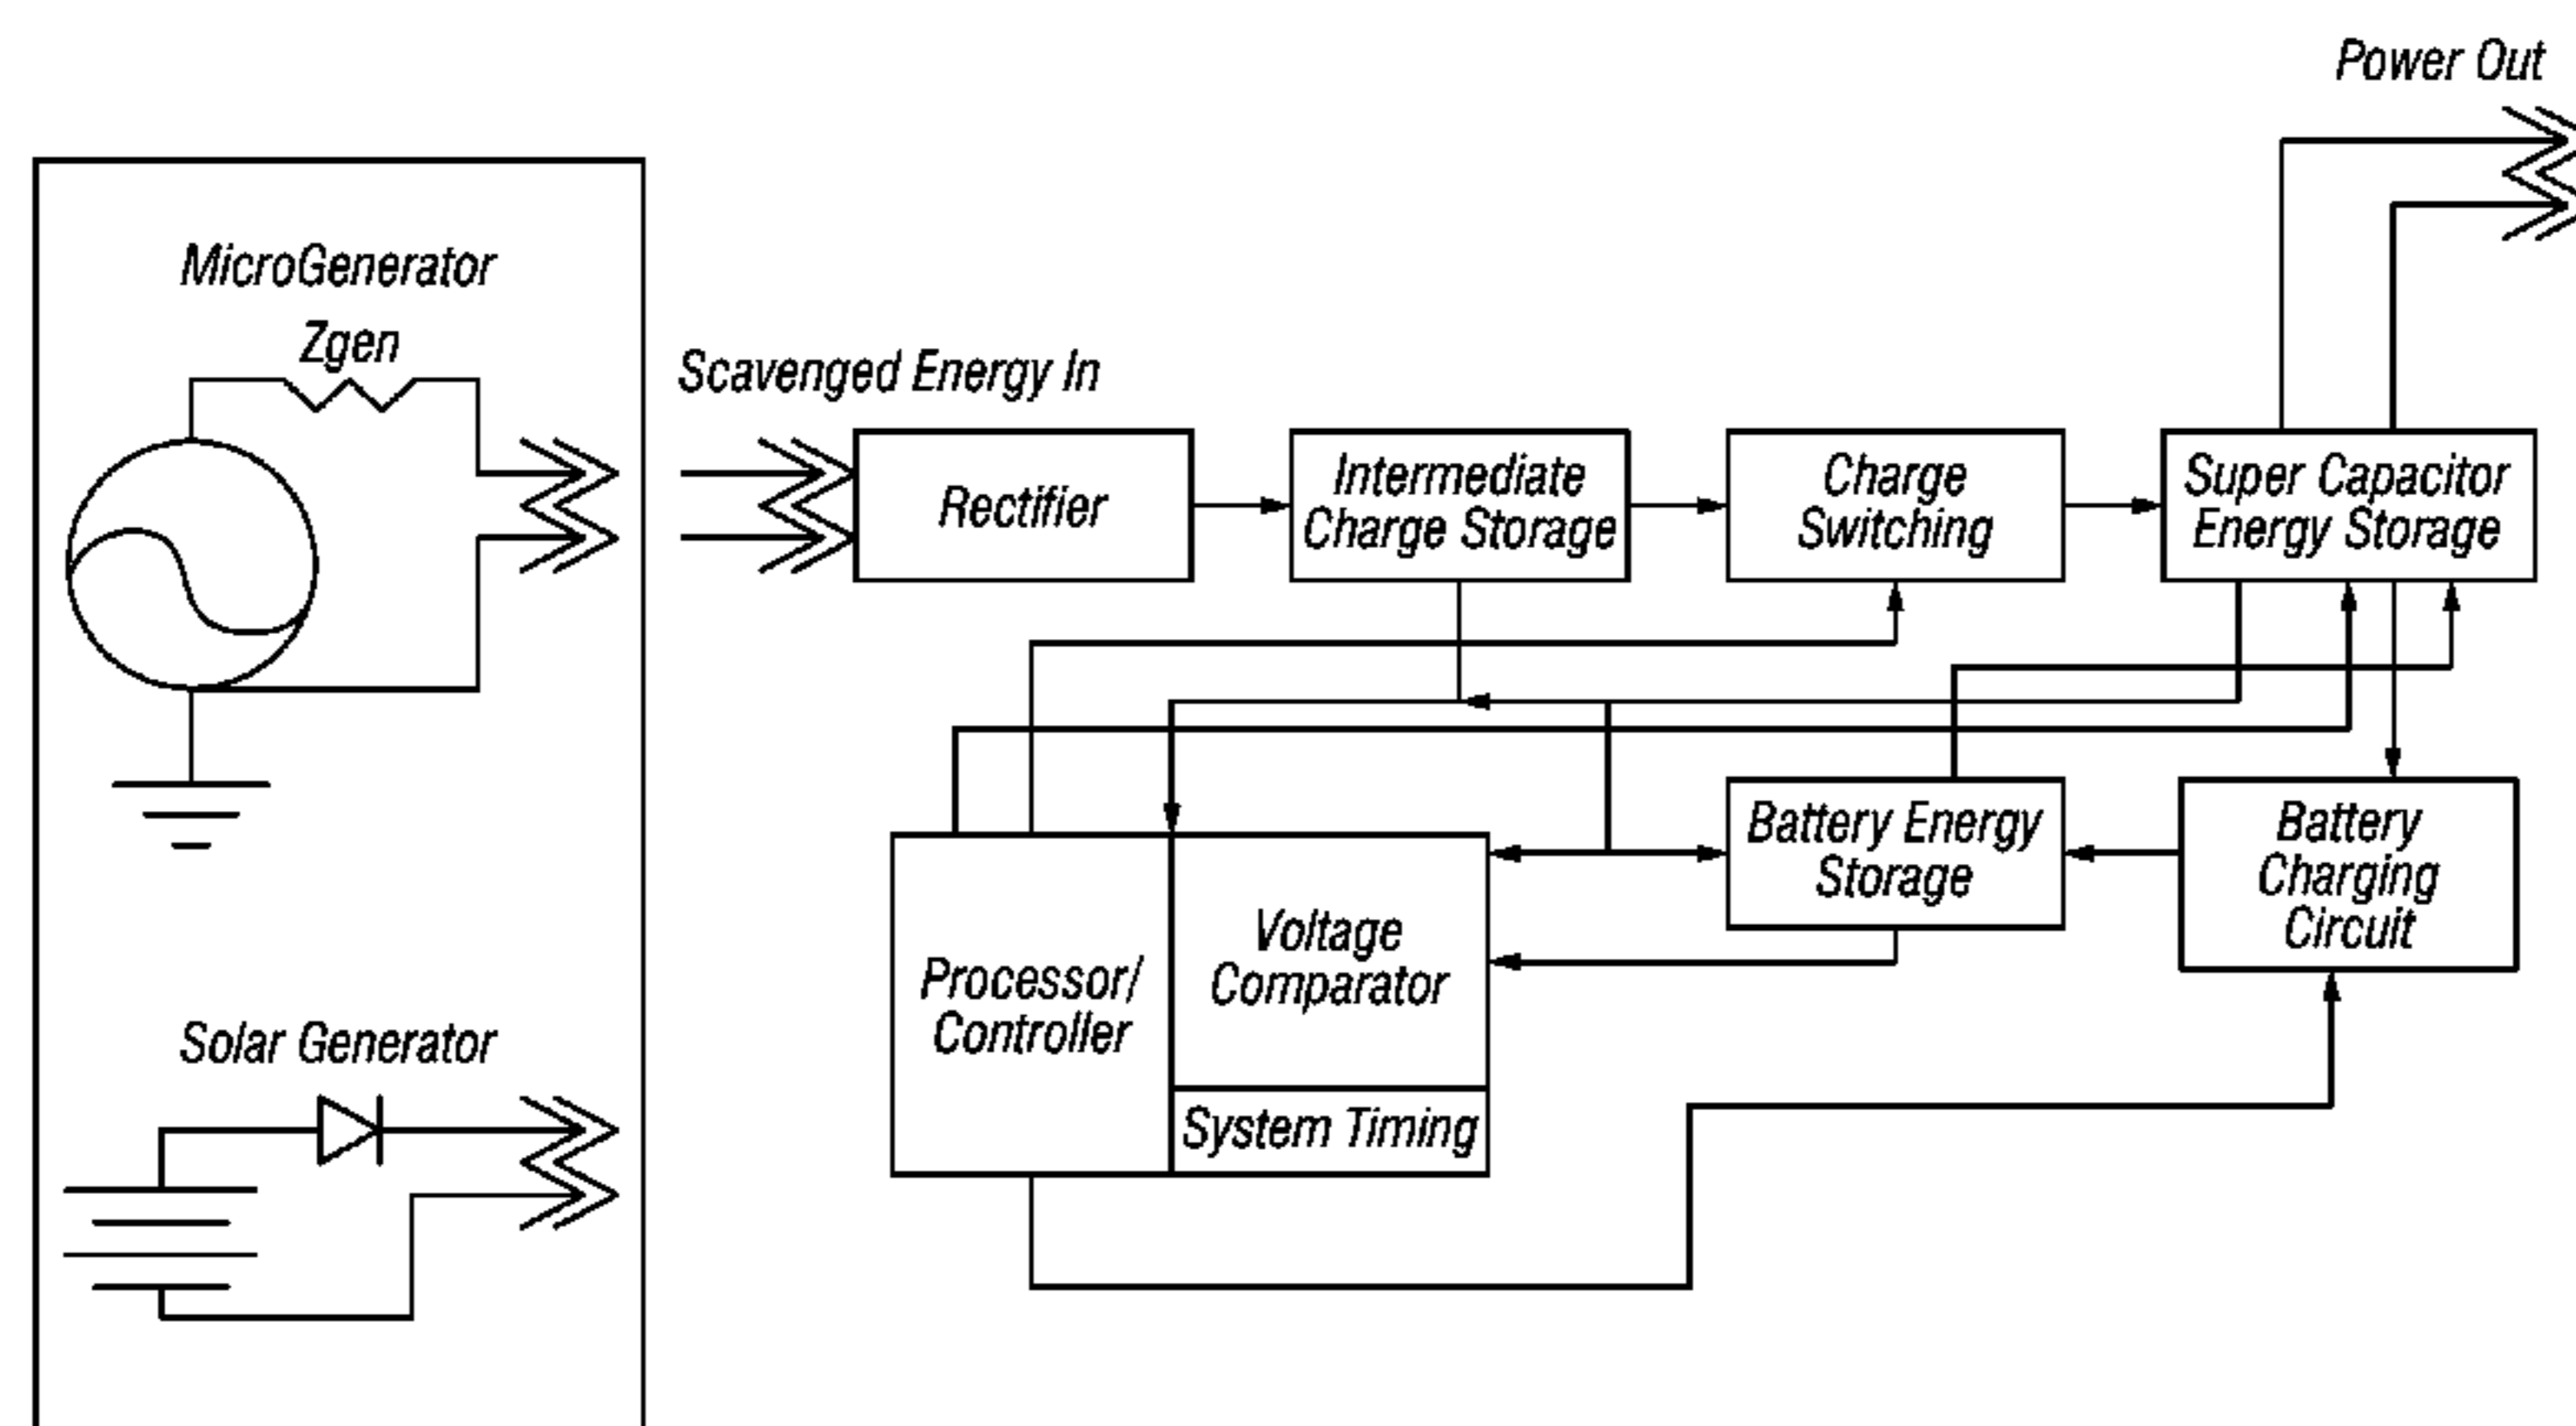 Power Out
MicroGenerator
Zgen
Scavenged Energy In
Rectifier
Intermediate
Charge Storage
Charge
Switching
Super Capacitor
Energy Storage
Battery Energy
Storage
Battery
Charging
Circuit
Processor/
Controller
Voltage
Comparator
System Timing
Solar Generator